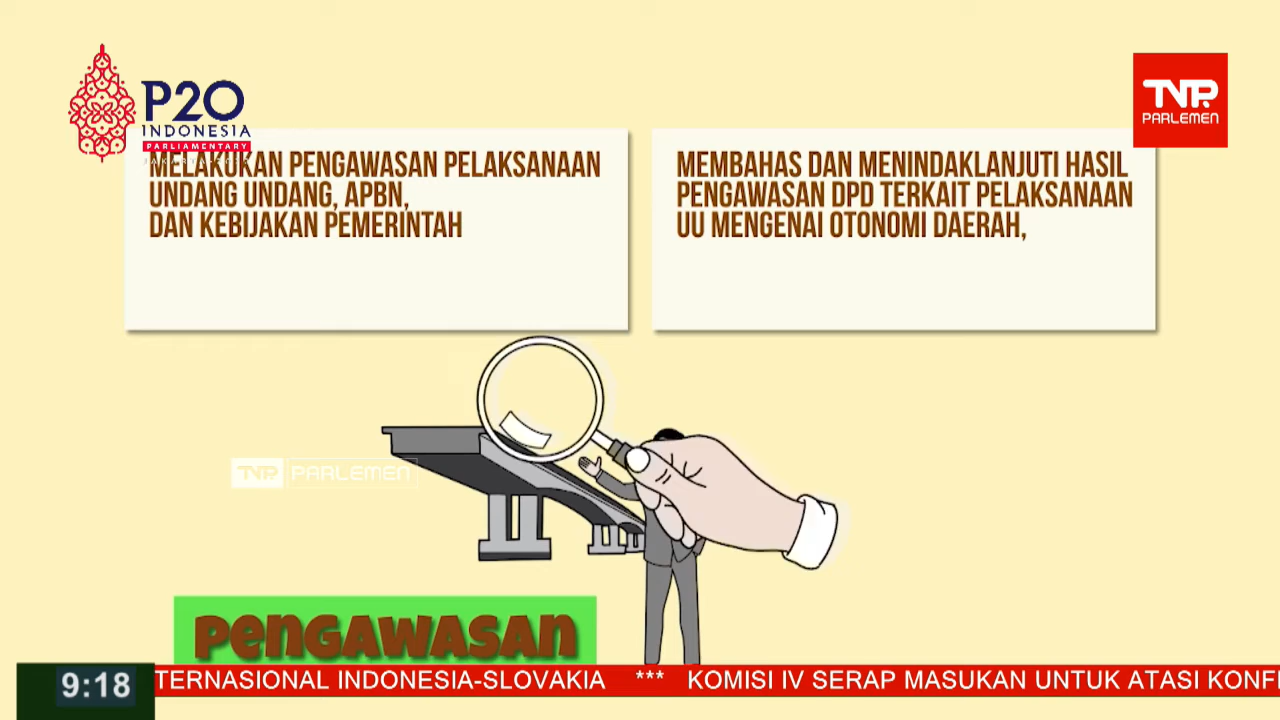 P20
INDONESIA
PARLIAMENTARY
TVP.
PARLEMEN
MELAKUKAN PENGAWASAN PELAKSANAAN
UNDANG UNDANG, APBN,
DAN KEBIJAKAN PEMERINTAH
MEMBAHAS DAN MENINDAKLANJUTI HASIL
PENGAWASAN DPD TERKAIT PELAKSANAAN
UU MENGENAI OTONOMI DAERAH,
TVP PARLEMEN
PENGAWASAN
9:18
TERNASIONAL INDONESIA-SLOVAKIA *** KOMISI IV SERAP MASUKAN UNTUK ATASI KONF